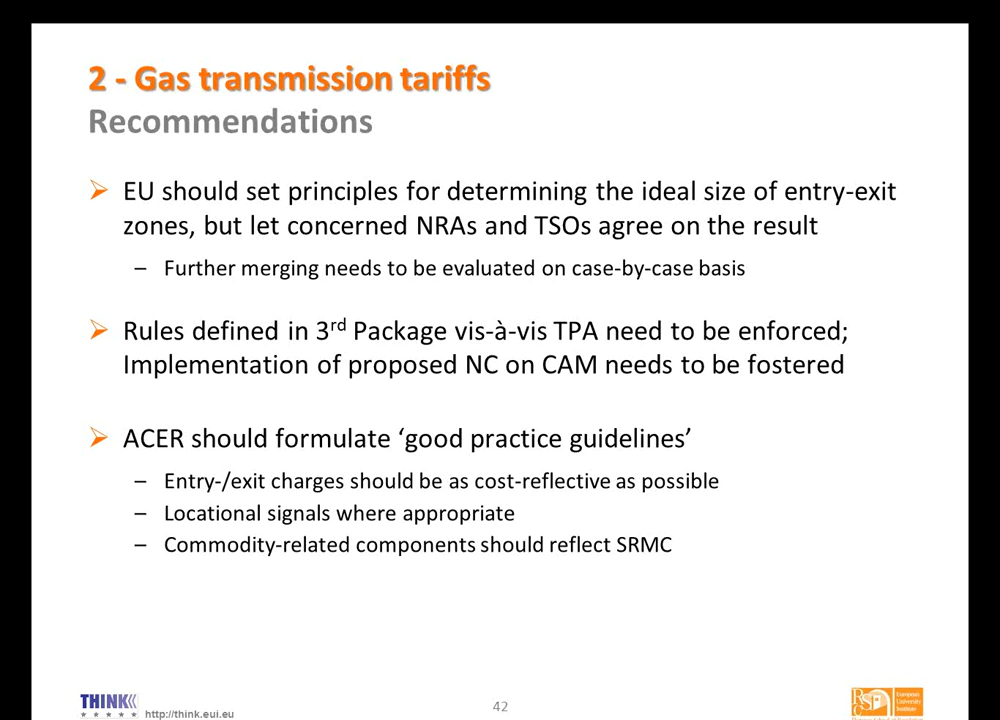 2 - Gas transmission tariffs
Recommendations
➢ EU should set principles for determining the ideal size of entry-exit
zones, but let concerned NRAs and TSOs agree on the result
– Further merging needs to be evaluated on case-by-case basis
➢ Rules defined in 3rd Package vis-à-vis TPA need to be enforced;
Implementation of proposed NC on CAM needs to be fostered
➢ ACER should formulate ‘good practice guidelines’
– Entry-/exit charges should be as cost-reflective as possible
– Locational signals where appropriate
– Commodity-related components should reflect SRMC
THINK
http://think.eui.eu
42
European
University
Institute